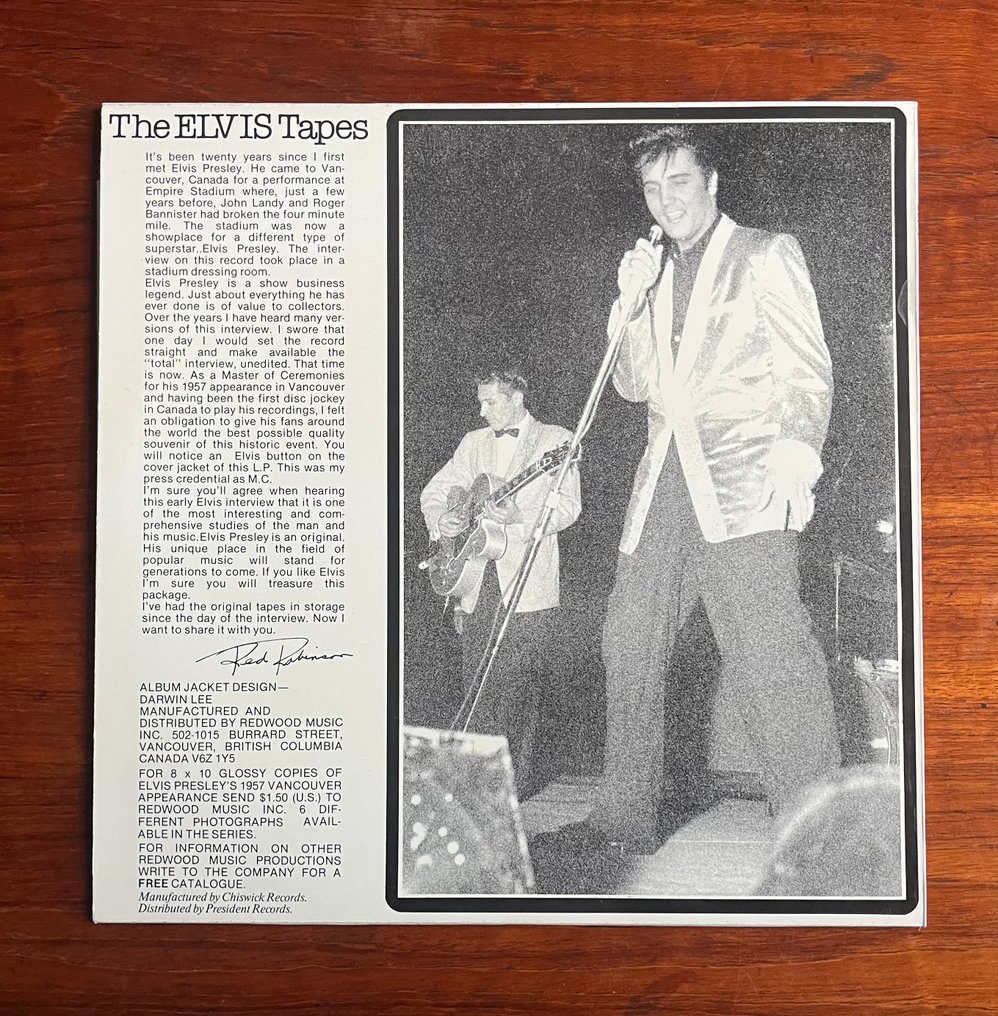 The ELVIS Tapes
It's been twenty years since I first
met Elvis Presley. He came to Van-
couver, Canada for a performance at
Empire Stadium where, just a few
years before, John Landy and Roger
Bannister had broken the four minute
mile. The stadium was now a
showplace for a different type of
superstar..Elvis Presley. The inter-
view on this record took place in a
stadium dressing room.
Elvis Presley is a show business
legend. Just about everything he has
ever done is of value to collectors.
Over the years I have heard many ver-
sions of this interview. I swore that
one day I would set the record
straight and make available the
"total" interview, unedited. That time
is now. As a Master of Ceremonies
for his 1957 appearance in Vancouver
and having been the first disc jockey
in Canada to play his recordings, I felt
an obligation to give his fans around
the world the best possible quality
souvenir of this historic event. You
will notice an Elvis button on the
cover jacket of this L.P. This was my
press credential as M.C.
I'm sure you'll agree when hearing
this early Elvis interview that it is one
of the most interesting and com-
prehensive studies of the man and
his music.Elvis Presley is an original.
His unique place in the field of
popular music will stand for
generations to come. If you like Elvis
I'm sure you will treasure this
package.
I've had the original tapes in storage
since the day of the interview. Now I
want to share it with you.
Red Robinson
ALBUM JACKET DESIGN—
DARWIN LEE
MANUFACTURED AND
DISTRIBUTED BY REDWOOD MUSIC
INC. 502-1015 BURRARD STREET,
VANCOUVER, BRITISH COLUMBIA
CANADA V6Z 1Y5
FOR 8 x 10 GLOSSY COPIES OF
ELVIS PRESLEY'S 1957 VANCOUVER
APPEARANCE SEND $1.50 (U.S.) TO
REDWOOD MUSIC INC. 6 DIF-
FERENT PHOTOGRAPHS AVAIL-
ABLE IN THE SERIES.
FOR INFORMATION ON OTHER
REDWOOD MUSIC PRODUCTIONS
WRITE TO THE COMPANY FOR A
FREE CATALOGUE.
Manufactured by Chiswick Records.
Distributed by President Records.